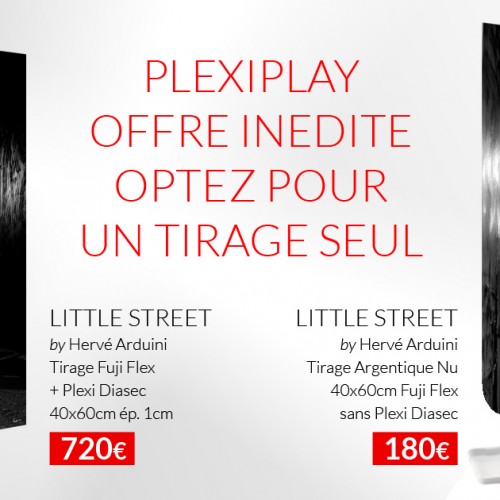 PLEXIPLAY
OFFRE INEDITE
OPTEZ POUR
UN TIRAGE SEUL
LITTLE STREET
by Hervé Arduini
Tirage Fuji Flex
+ Plexi Diasec
40x60cm ép. 1cm
720€
LITTLE STREET
by Hervé Arduini
Tirage Argentique Nu
40x60cm Fuji Flex
sans Plexi Diasec
180€